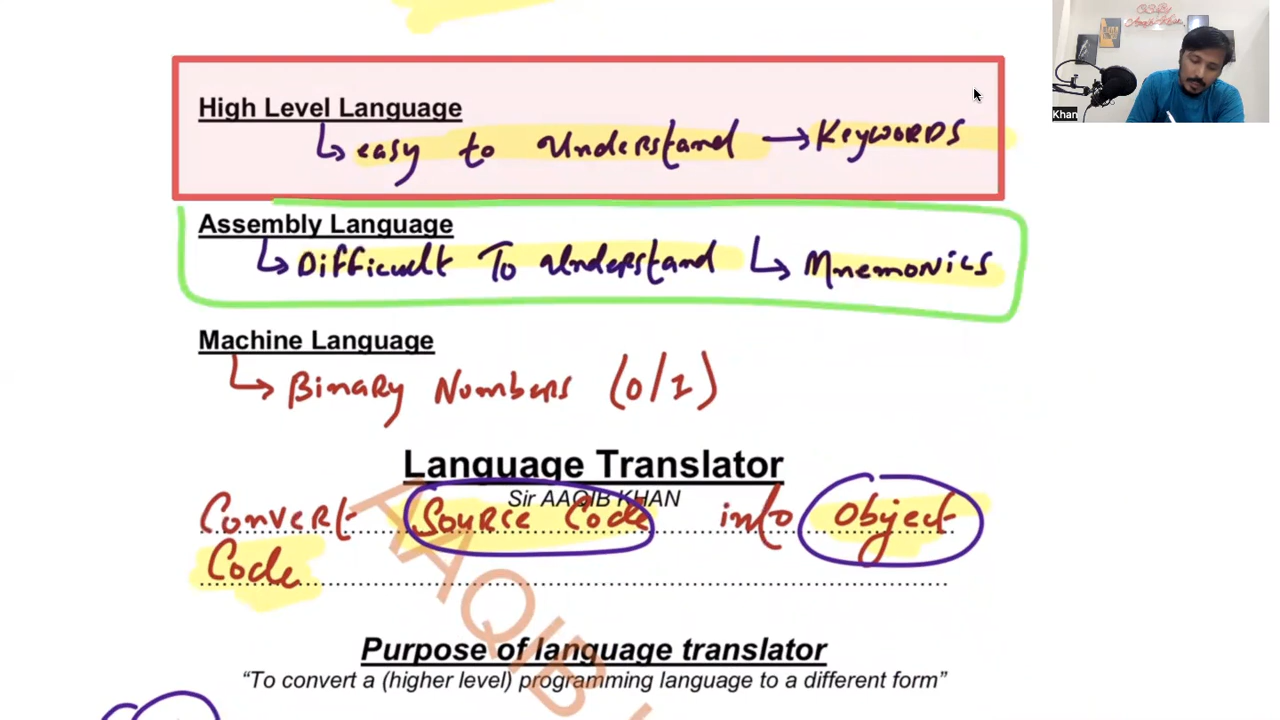 High Level Language
↳ easy to Understand → Keywords
Assembly Language
↳ Difficult To Understand ↳ Mnemonics
Machine Language
↳ Binary Numbers (0/1)
Language Translator
Sir AAQIB KHAN
Convert Source Code into Object
Code
AAQIB
Purpose of language translator
“To convert a (higher level) programming language to a different form”
Khan